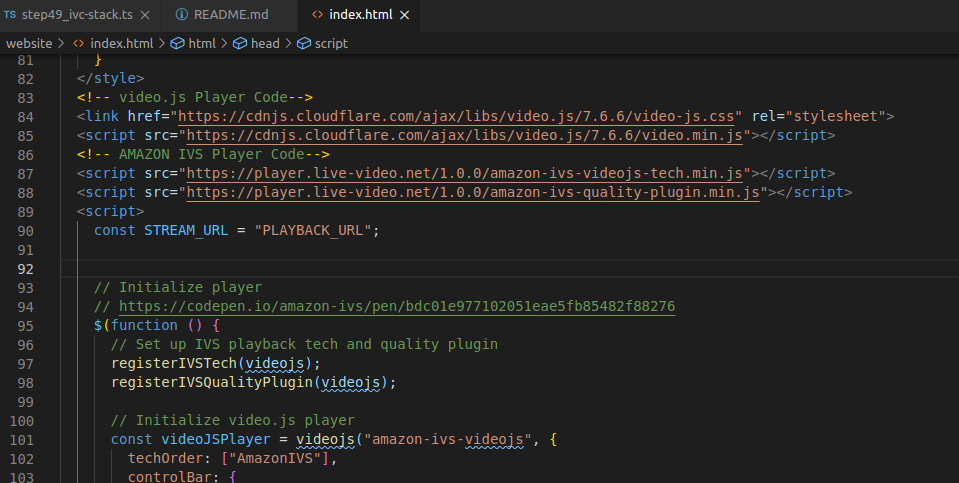 TS step49_ivc-stack.ts README.md <> index.html
website > <> index.html > html > head > script
81 }
82 </style>
83 <!-- video.js Player Code-->
84 <link href="https://cdnjs.cloudflare.com/ajax/libs/video.js/7.6.6/video-js.css" rel="stylesheet">
85 <script src="https://cdnjs.cloudflare.com/ajax/libs/video.js/7.6.6/video.min.js"></script>
86 <!-- AMAZON IVS Player Code-->
87 <script src="https://player.live-video.net/1.0.0/amazon-ivs-videojs-tech.min.js"></script>
88 <script src="https://player.live-video.net/1.0.0/amazon-ivs-quality-plugin.min.js"></script>
89 <script>
90 const STREAM_URL = "PLAYBACK_URL";
91
92
93 // Initialize player
94 // https://codepen.io/amazon-ivs/pen/bdc01e977102051eae5fb85482f88276
95 $(function () {
96 // Set up IVS playback tech and quality plugin
97 registerIVSTech(videojs);
98 registerIVSQualityPlugin(videojs);
99
100 // Initialize video.js player
101 const videoJSPlayer = videojs("amazon-ivs-videojs", {
102 techOrder: ["AmazonIVS"],
103 controlBar: {